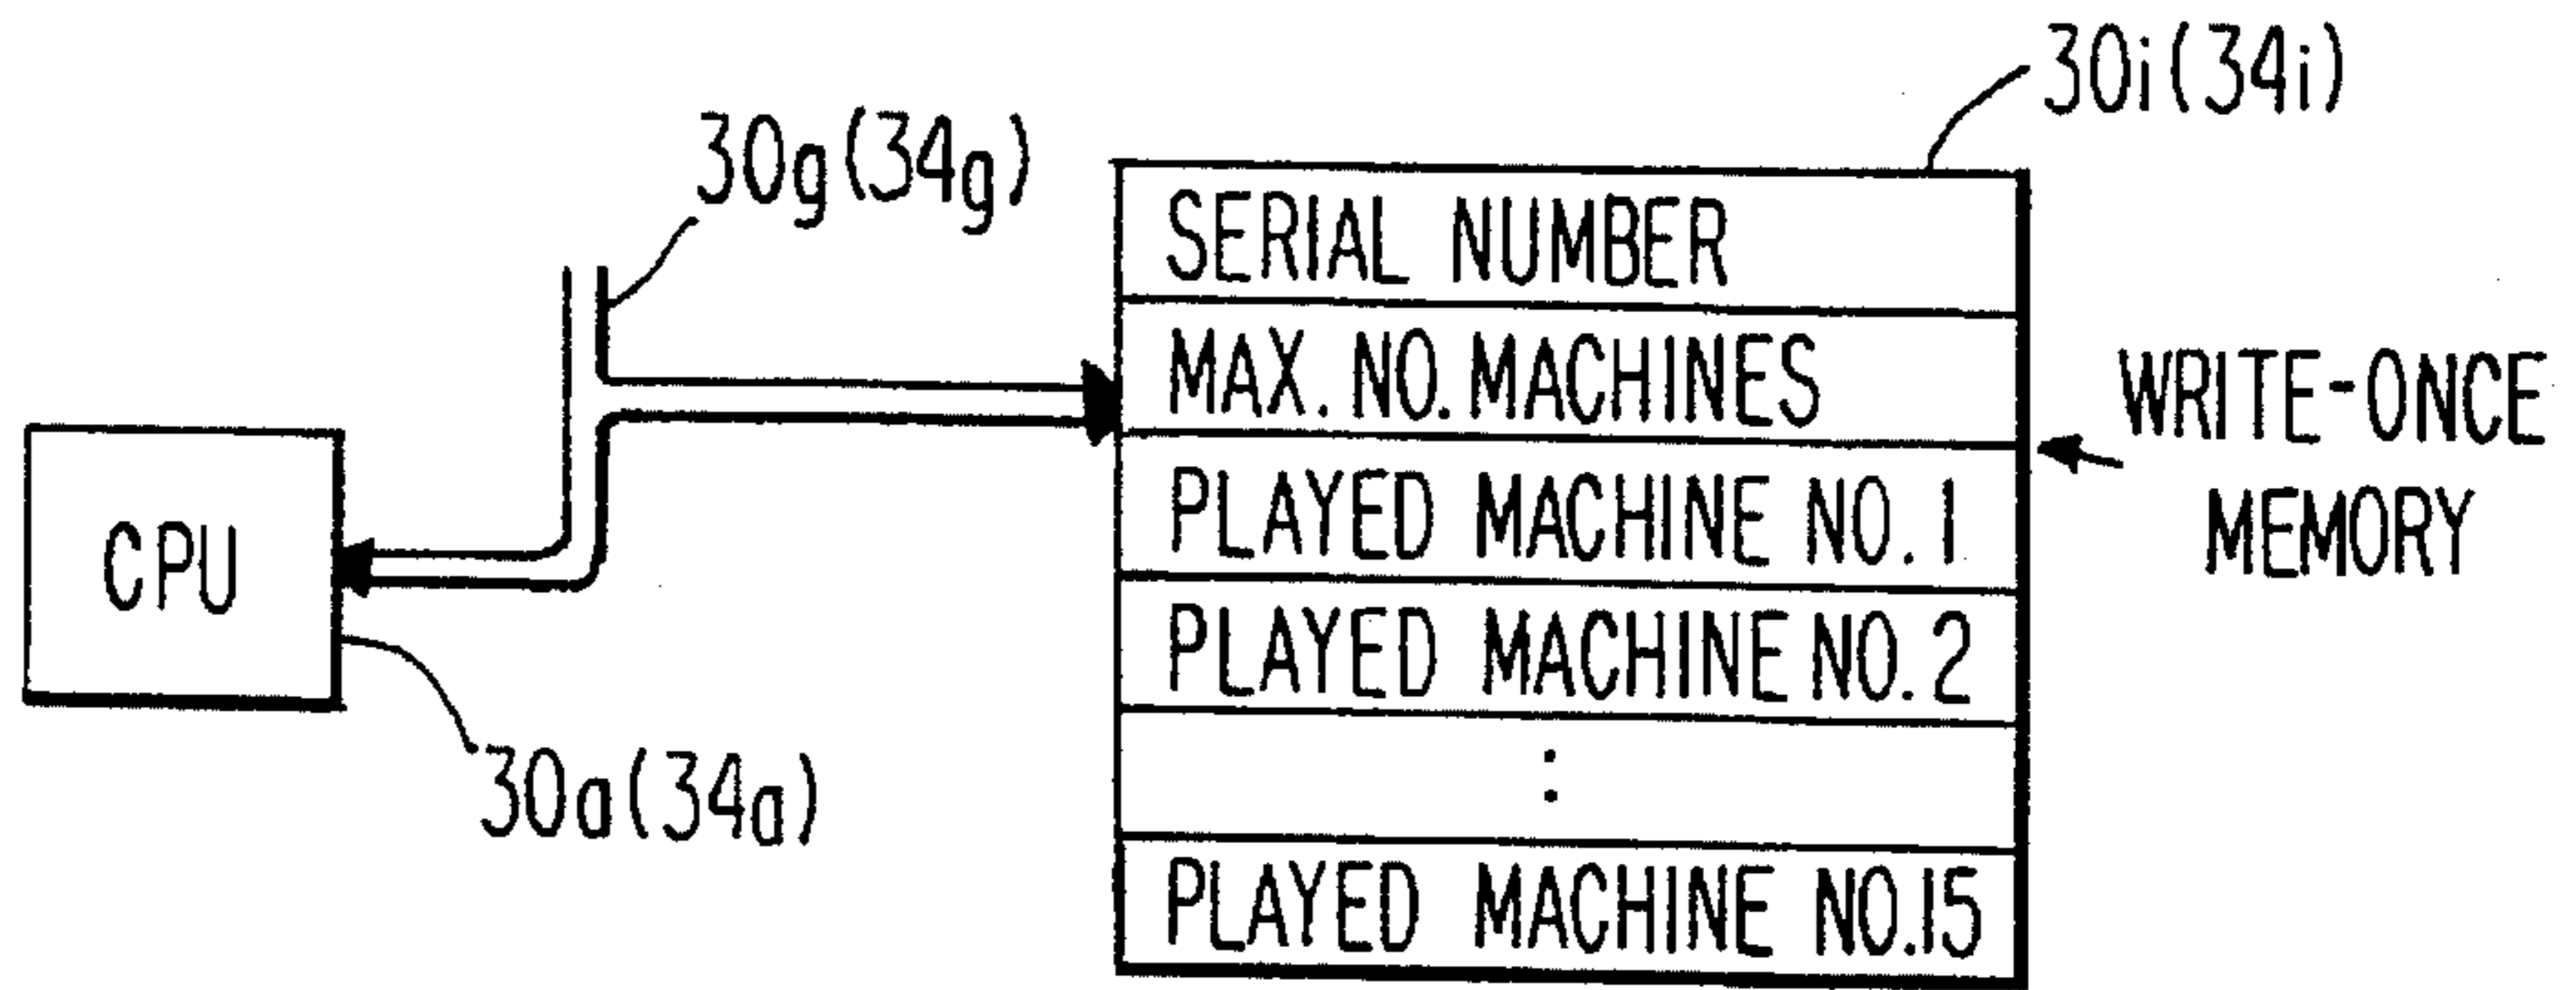 30i(34i)
30g(34g)
SERIAL NUMBER
MAX. NO. MACHINES
PLAYED MACHINE NO. 1
PLAYED MACHINE NO. 2
:
PLAYED MACHINE NO.15
WRITE-ONCE
MEMORY
CPU
30a(34a)